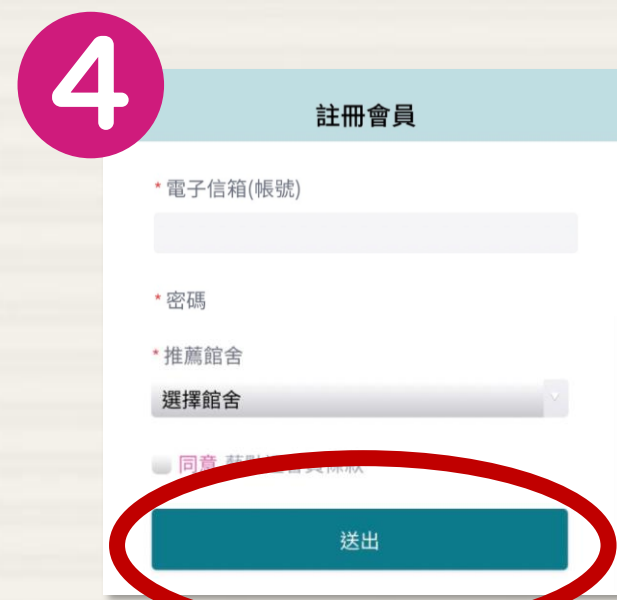 4
註冊會員
* 電子信箱(帳號)
* 密碼
* 推薦館舍
選擇館舍
同意
送出